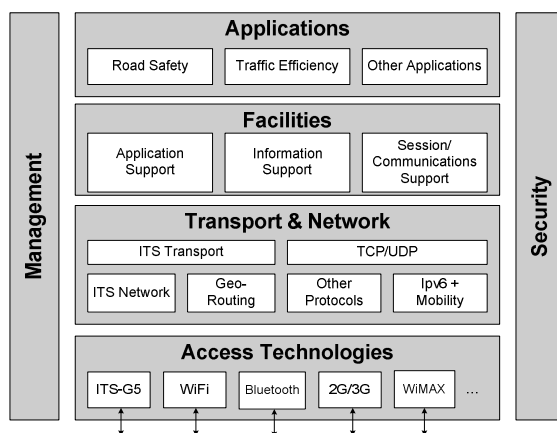 Management
Applications
Road Safety
Traffic Efficiency
Other Applications
Facilities
Application
Support
Information
Support
Session/
Communications
Support
Transport & Network
ITS Transport
TCP/UDP
ITS Network
Geo-
Routing
Other
Protocols
Ipv6 +
Mobility
Access Technologies
ITS-G5
WiFi
Bluetooth
2G/3G
WiMAX
...
Security